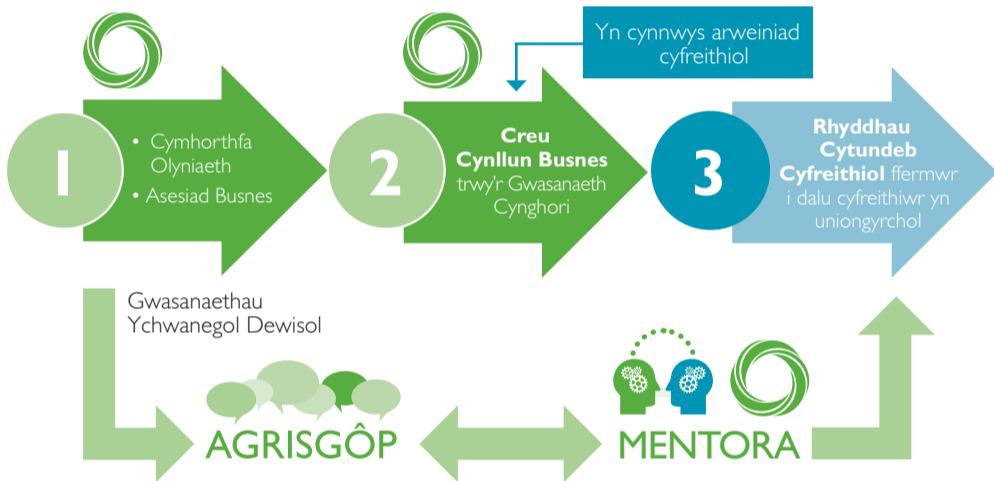 1
• Cymhorthfa
Olyniaeth
• Asesiad Busnes
2
Creu
Cynllun Busnes
trwy'r Gwasanaeth
Cynghori
Yn cynnwys arweiniad
cyfreithiol
3
Rhyddhau
Cytundeb
Cyfreithiol ffermwr
i dalu cyfreithiwr yn
uniongyrchol
Gwasanaethau
Ychwanegol Dewisol
AGRISGÔP
MENTORA